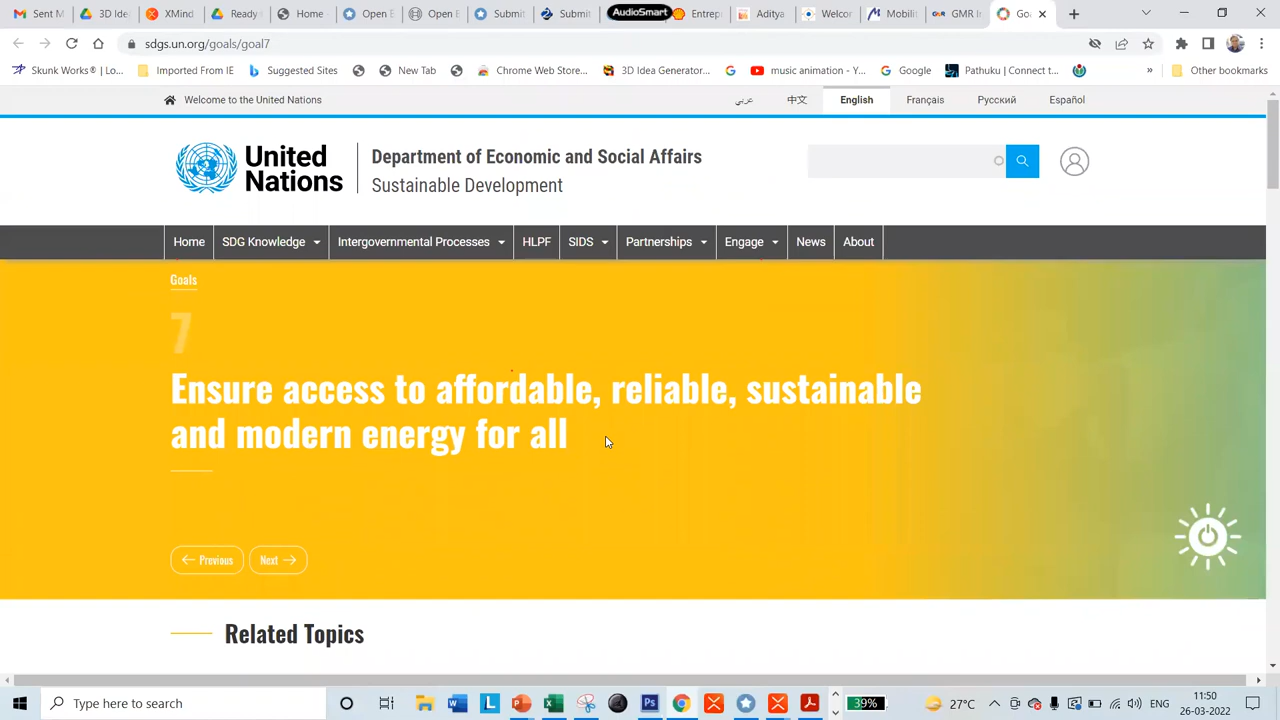 Sent M
3D Ide
XMind
Drive
Home
Nation
Open E
Submit
Submit
AudioSmart
Entrep
Aditya
Welcor
Mobilit
GMR In
Go
sdgs.un.org/goals/goal7
Skunk Works® | Lo...
Imported From IE
Suggested Sites
New Tab
Chrome Web Store...
3D Idea Generator...
music animation - Y...
Google
Pathuku | Connect t...
»
Other bookmarks
Welcome to the United Nations
عربي
中文
English
Français
Русский
Español
United
Nations
Department of Economic and Social Affairs
Sustainable Development
Home
SDG Knowledge
Intergovernmental Processes
HLPF
SIDS
Partnerships
Engage
News
About
Goals
7
Ensure access to affordable, reliable, sustainable
and modern energy for all
← Previous
Next →
Related Topics
Type here to search
39%
27°C
ENG
11:50
26-03-2022